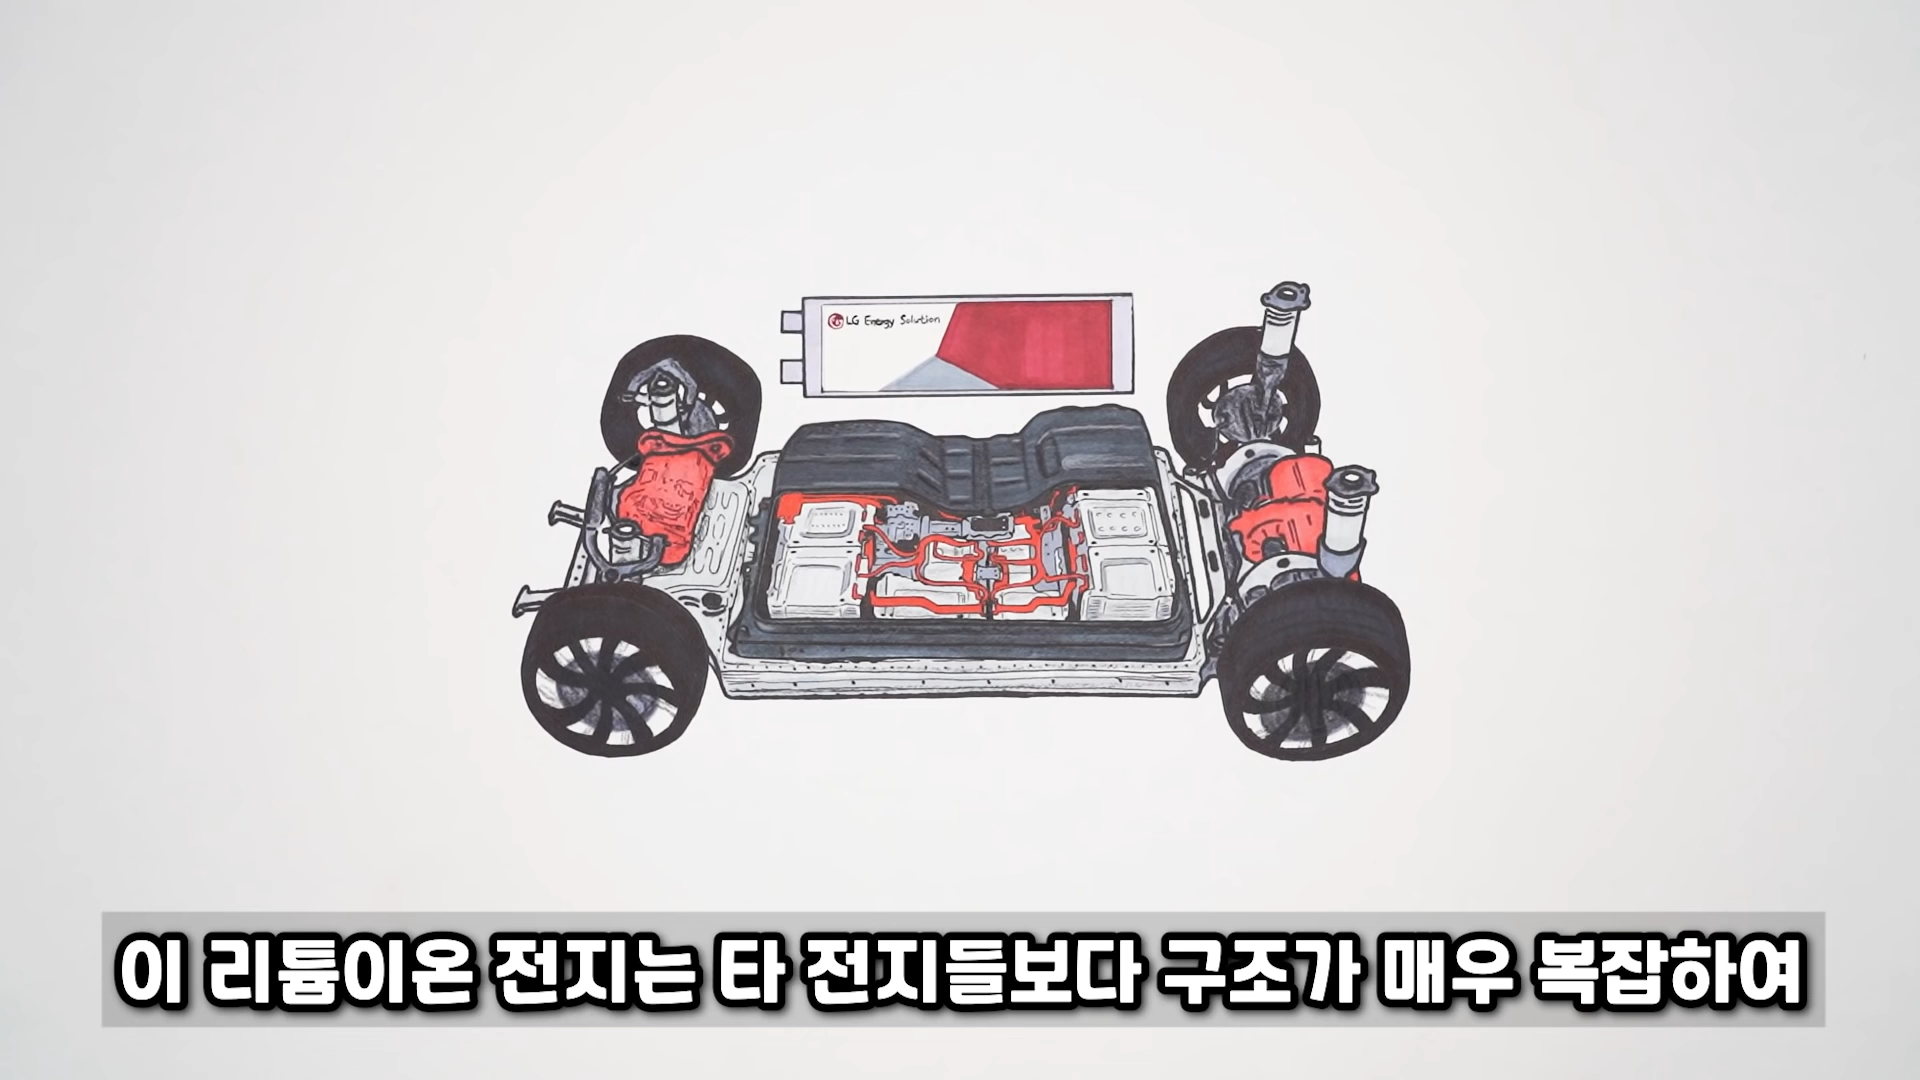 LG Energy Solution
이 리튬이온 전지는 타 전지들보다 구조가 매우 복잡하여